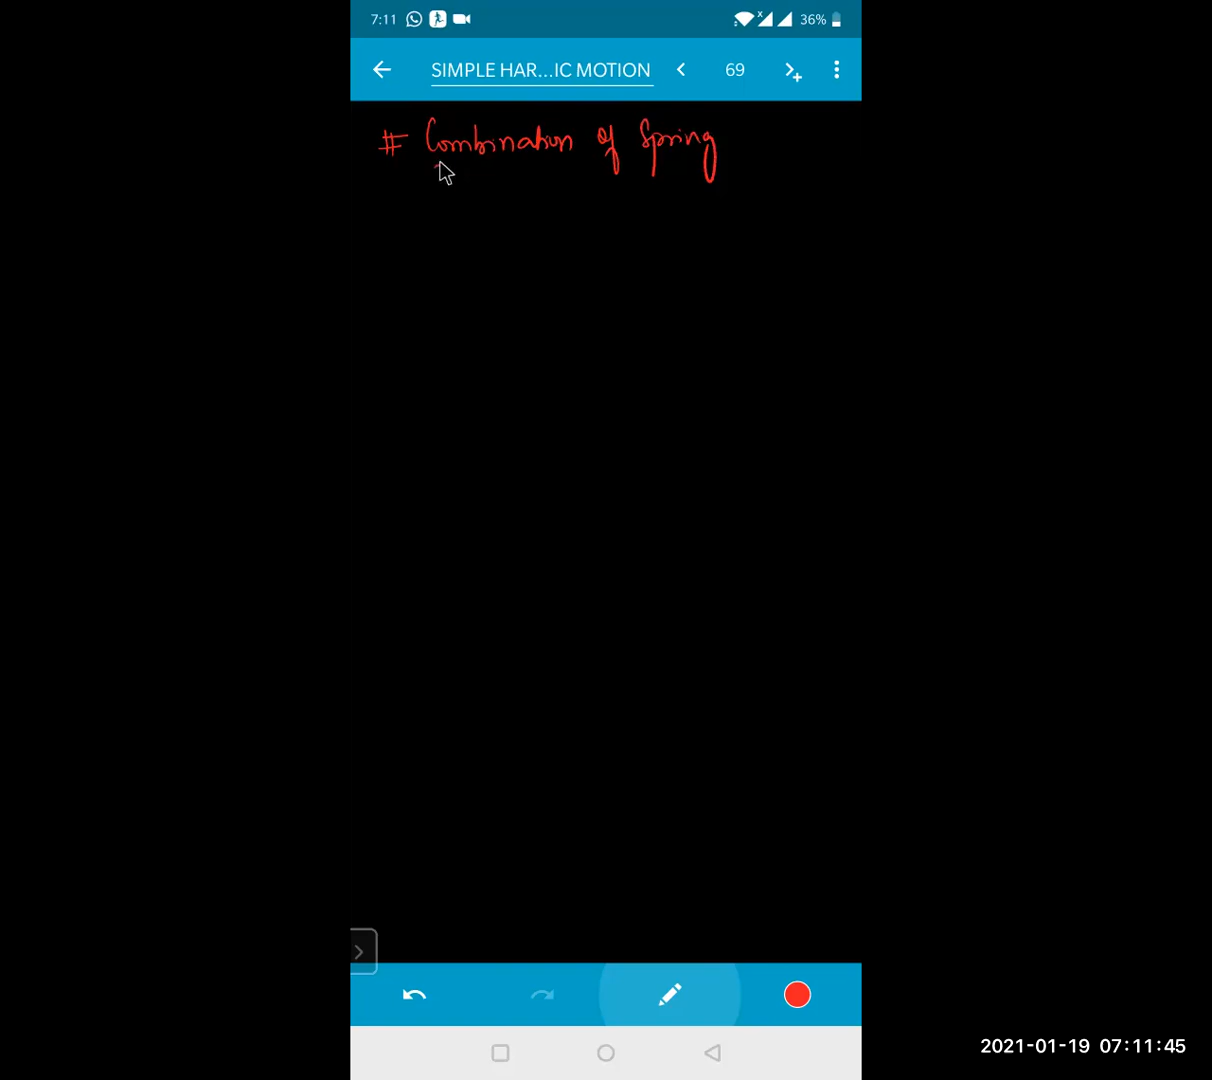 7:11 36%
SIMPLE HAR...IC MOTION 69
# Combination of Spring
2021-01-19 07:11:45